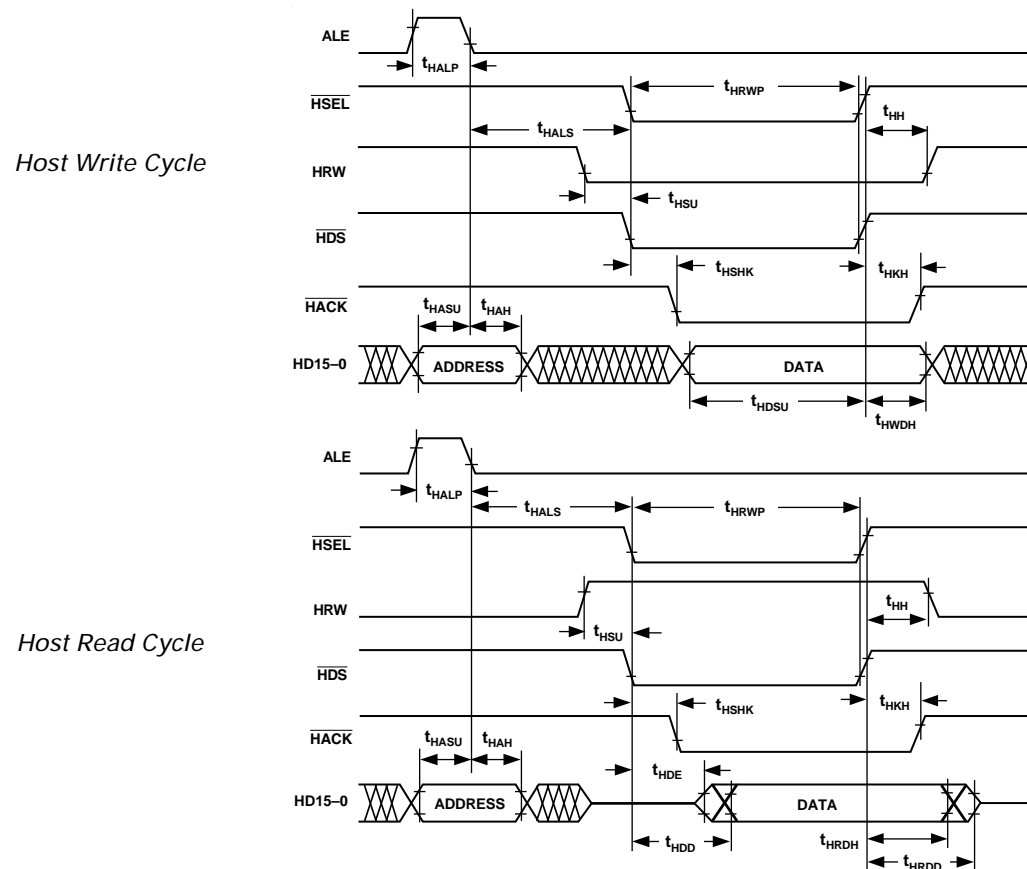 ALE
tHALP
HSEL
tHRWP
tHALS
tHH
Host Write Cycle
HRW
tHSU
HDS
tHSHK
tHKH
HACK
tHASU
tHAH
HD15–0
ADDRESS
DATA
tHDSU
tHWDH
ALE
tHALP
tHALS
tHRWP
HSEL
HRW
tHH
Host Read Cycle
tHSU
HDS
tHSHK
tHKH
HACK
tHASU
tHAH
tHDE
HD15–0
ADDRESS
DATA
tHDD
tHRDH
tHRDD